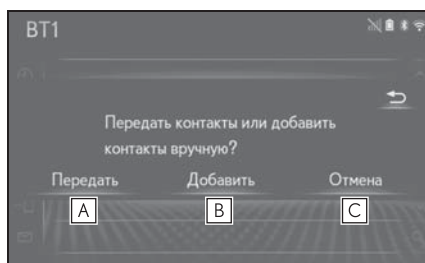 BT1
Передать контакты или добавить
контакты вручную?
Передать Добавить Отмена
A B C